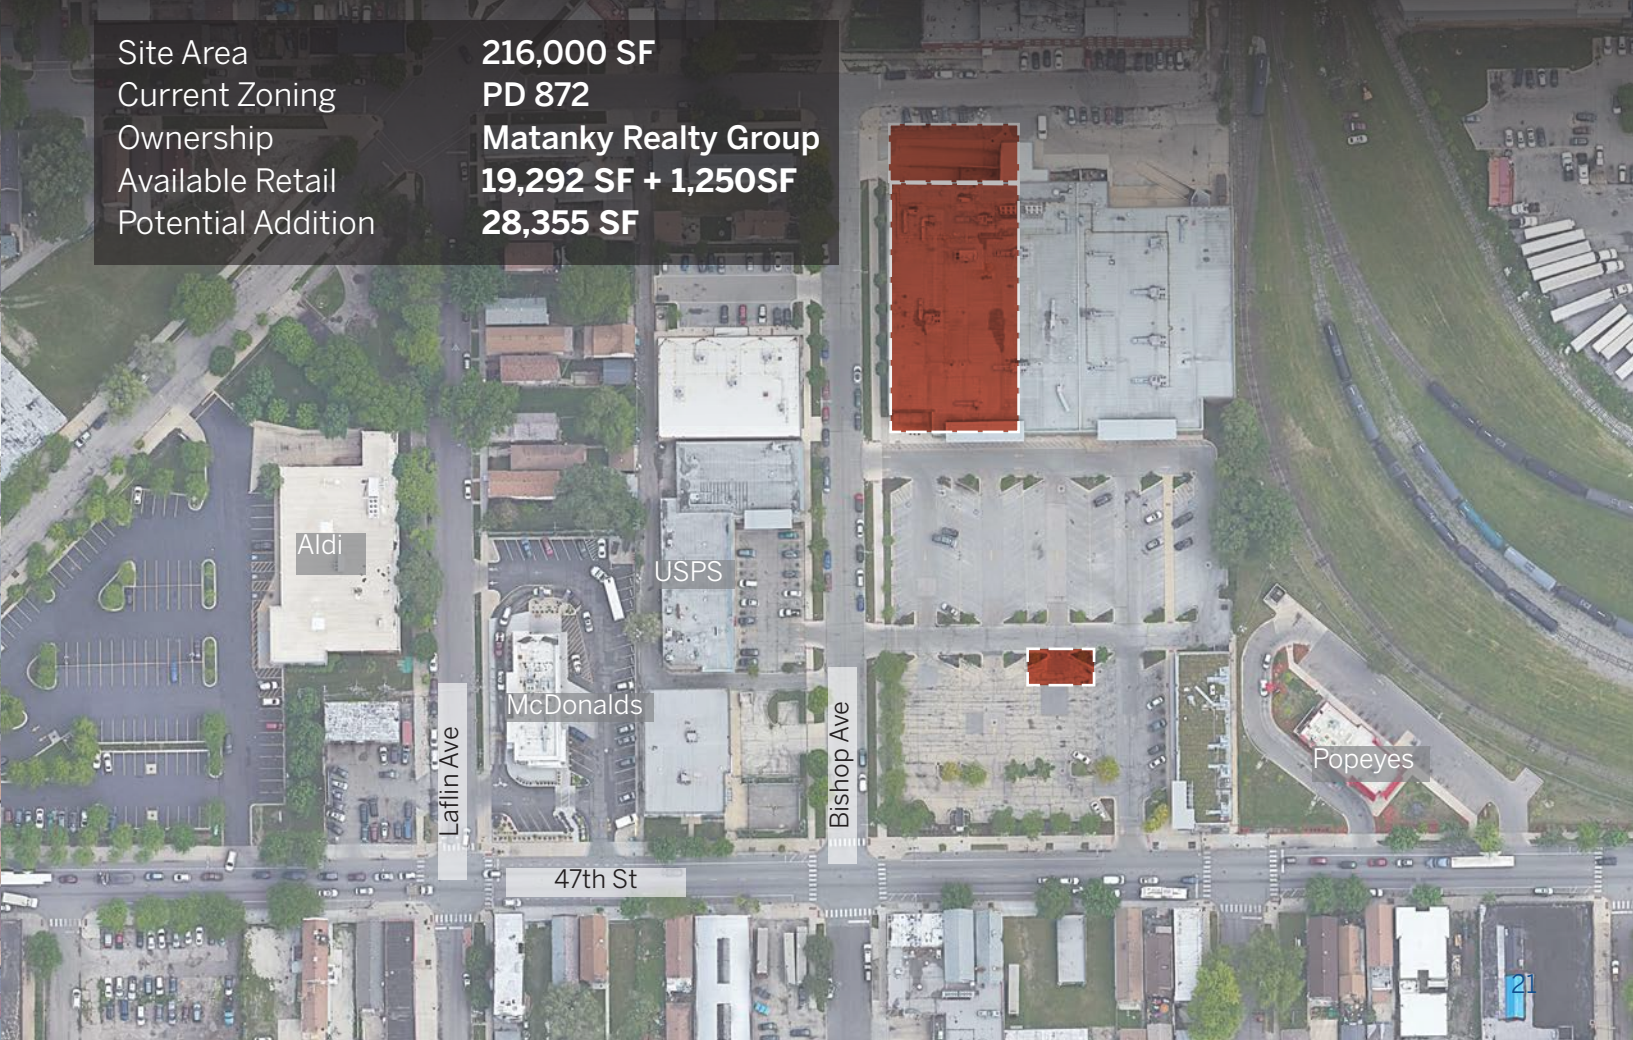 Site Area 216,000 SF
Current Zoning PD 872
Ownership Matanky Realty Group
Available Retail 19,292 SF + 1,250SF
Potential Addition 28,355 SF
Aldi
USPS
McDonalds
Laflin Ave
Bishop Ave
Popeyes
47th St
21